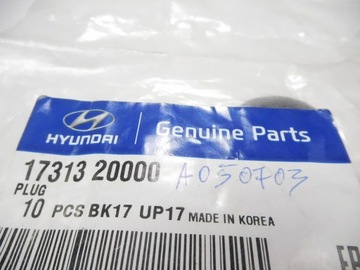 HYUNDAI Genuine Parts
17313 20000 A050703
PLUG
10 PCS BK17 UP17 MADE IN KOREA